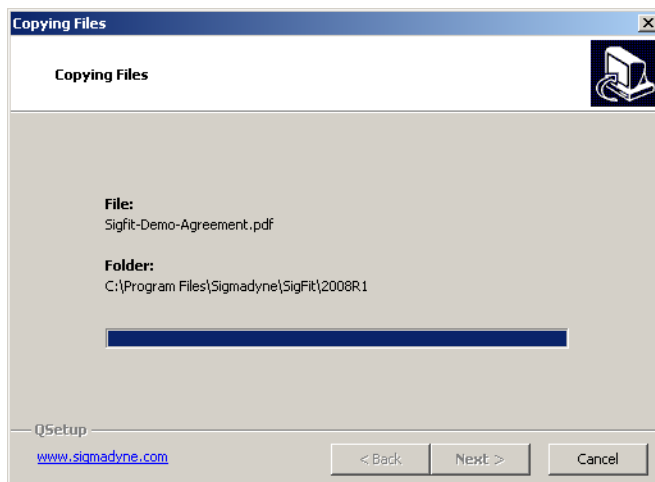 Copying Files
Copying Files
File:
Sigfit-Demo-Agreement.pdf
Folder:
C:\Program Files\Sigmadyne\SigFit\2008R1
QSetup
www.sigmadyne.com
< Back Next > Cancel